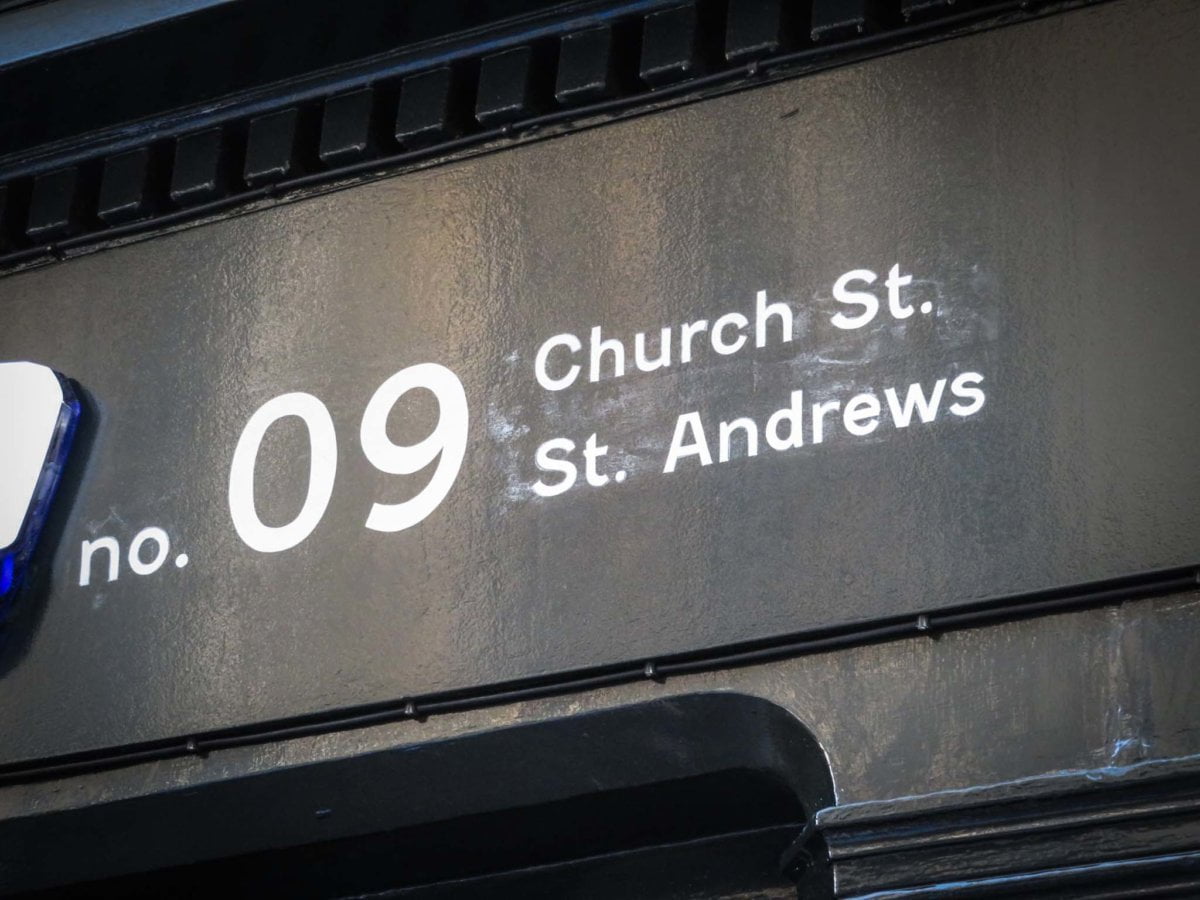 no. 09
Church St.
St. Andrews